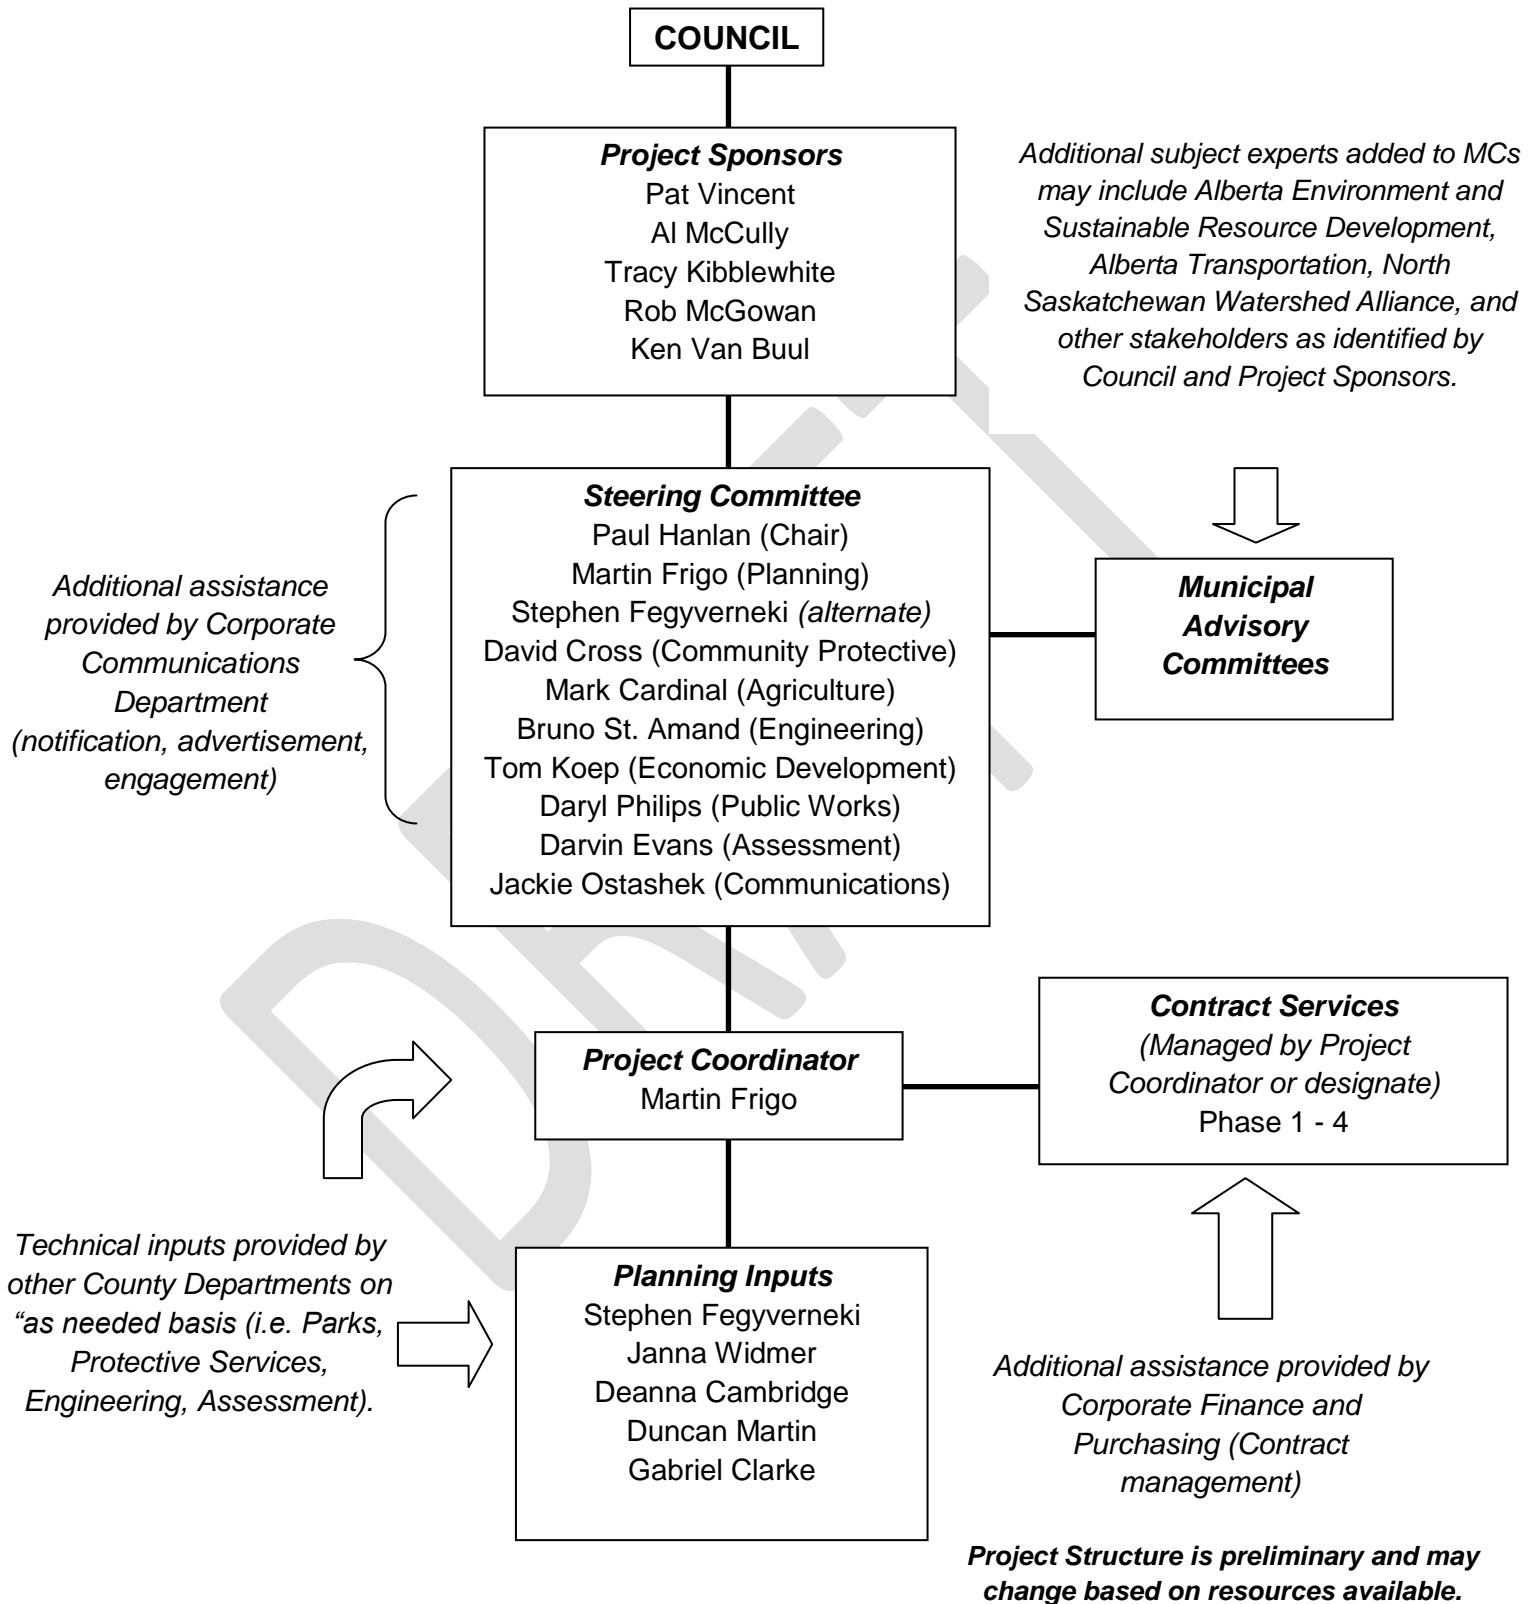 COUNCIL
Project Sponsors
Pat Vincent
Al McCully
Tracy Kibblewhite
Rob McGowan
Ken Van Buul
Additional subject experts added to MCs
may include Alberta Environment and
Sustainable Resource Development,
Alberta Transportation, North
Saskatchewan Watershed Alliance, and
other stakeholders as identified by
Council and Project Sponsors.
Steering Committee
Paul Hanlan (Chair)
Martin Frigo (Planning)
Stephen Fegyverneki (alternate)
David Cross (Community Protective)
Mark Cardinal (Agriculture)
Bruno St. Amand (Engineering)
Tom Koep (Economic Development)
Daryl Philips (Public Works)
Darvin Evans (Assessment)
Jackie Ostashek (Communications)
Additional assistance
provided by Corporate
Communications
Department
(notification, advertisement,
engagement)
Municipal
Advisory
Committees
Project Coordinator
Martin Frigo
Contract Services
(Managed by Project
Coordinator or designate)
Phase 1 - 4
Technical inputs provided by
other County Departments on
“as needed basis (i.e. Parks,
Protective Services,
Engineering, Assessment).
Planning Inputs
Stephen Fegyverneki
Janna Widmer
Deanna Cambridge
Duncan Martin
Gabriel Clarke
Additional assistance provided by
Corporate Finance and
Purchasing (Contract
management)
Project Structure is preliminary and may
change based on resources available.
DRAFT